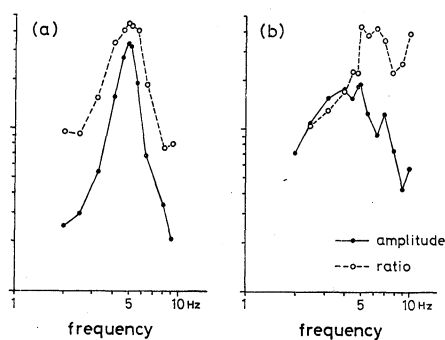 (a)
(b)
amplitude
ratio
1 5 10 Hz
1 5 10 Hz
frequency
frequency